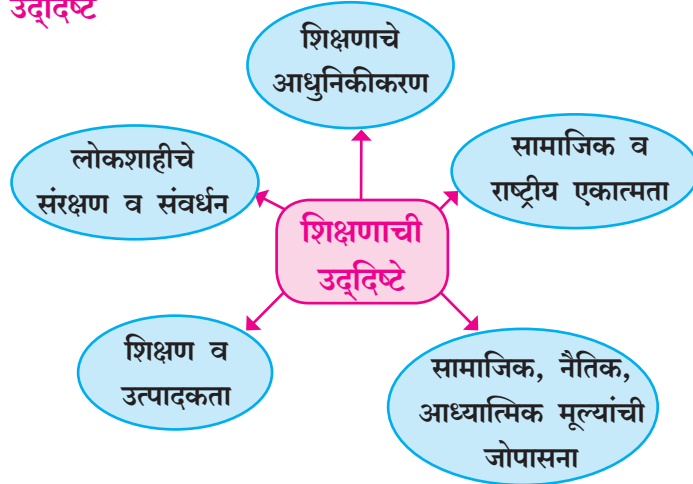 उद्‌दिष्ट
शिक्षणाचे
आधुनिकीकरण
लोकशाहीचे
संरक्षण व संवर्धन
सामाजिक व
राष्ट्रीय एकात्मता
शिक्षणाची
उद्‌दिष्टे
शिक्षण व
उत्पादकता
सामाजिक, नैतिक,
आध्यात्मिक मूल्यांची
जोपासना